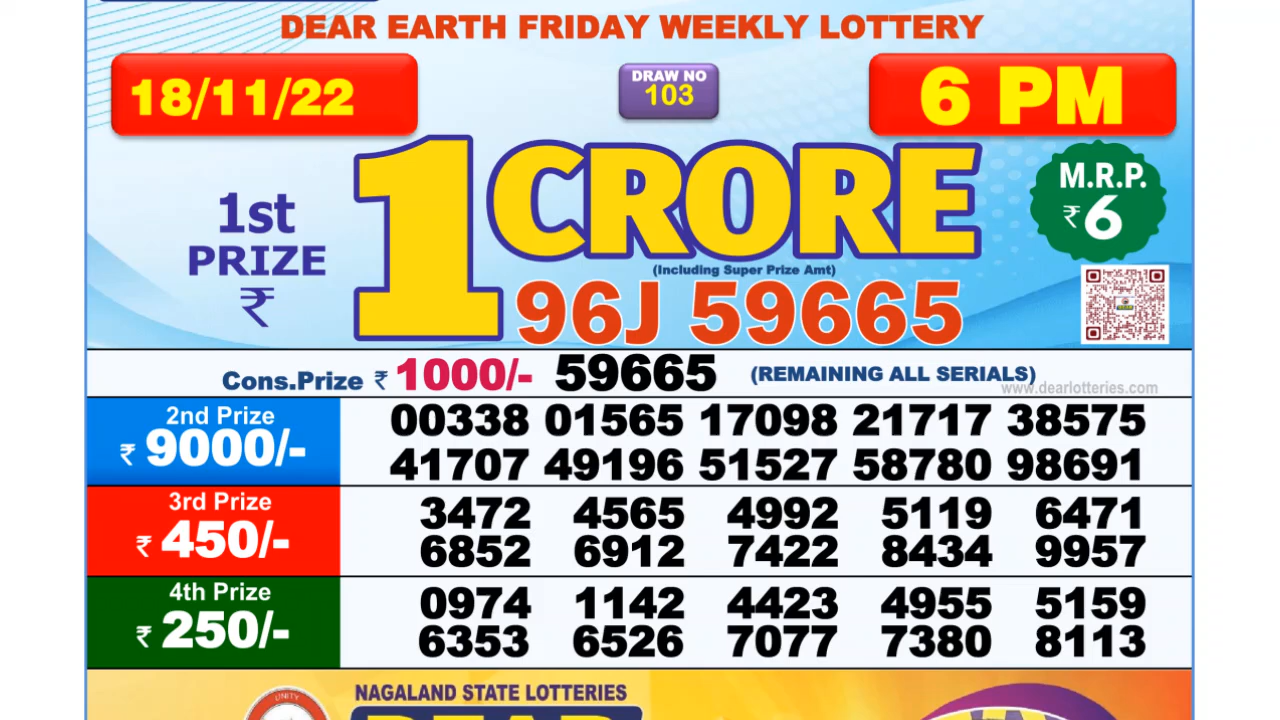 DEAR EARTH FRIDAY WEEKLY LOTTERY
18/11/22
DRAW NO
103
6 PM
1st
PRIZE
₹
1 CRORE
(Including Super Prize Amt)
96J 59665
M.R.P.
₹6
Cons.Prize ₹ 1000/- 59665 (REMAINING ALL SERIALS)
www.dearlotteries.com
2nd Prize
₹ 9000/-
00338 01565 17098 21717 38575
41707 49196 51527 58780 98691
3rd Prize
₹ 450/-
3472 4565 4992 5119 6471
6852 6912 7422 8434 9957
4th Prize
₹ 250/-
0974 1142 4423 4955 5159
6353 6526 7077 7380 8113
UNITY
NAGALAND STATE LOTTERIES
DEAR